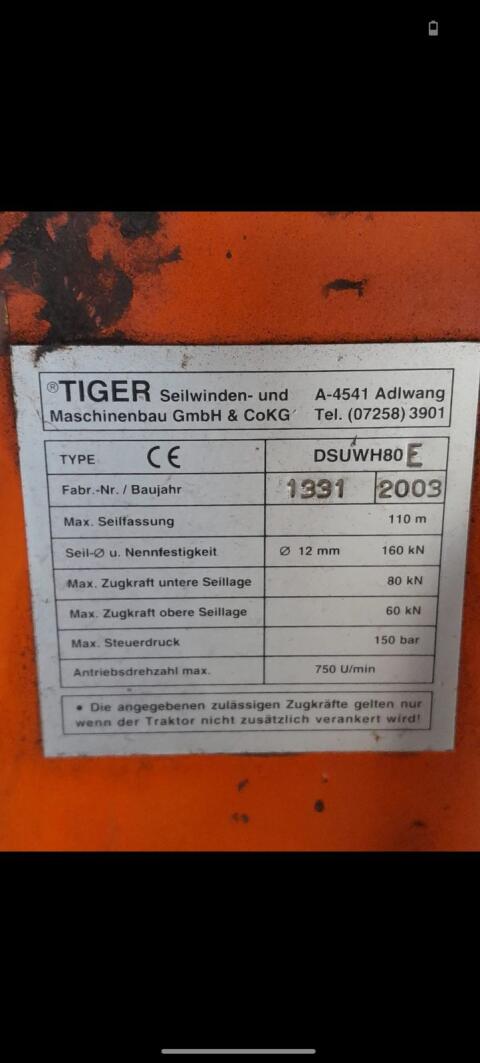 ®TIGER Seilwinden- und A-4541 Adlwang
Maschinenbau GmbH & CoKG Tel. (07258) 3901
TYPE CE DSUWH80 E
Fabr.-Nr. / Baujahr 1331 2003
Max. Seilfassung 110 m
Seil-Ø u. Nennfestigkeit Ø 12 mm 160 kN
Max. Zugkraft untere Seillage 80 kN
Max. Zugkraft obere Seillage 60 kN
Max. Steuerdruck 150 bar
Antriebsdrehzahl max. 750 U/min
• Die angegebenen zulässigen Zugkräfte gelten nur
wenn der Traktor nicht zusätzlich verankert wird!